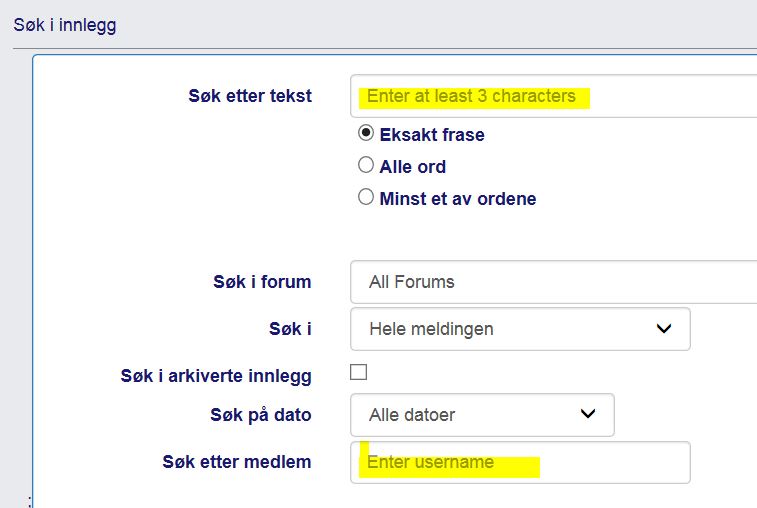 Søk i innlegg
Søk etter tekst Enter at least 3 characters
Eksakt frase
Alle ord
Minst et av ordene
Søk i forum All Forums
Søk i Hele meldingen
Søk i arkiverte innlegg
Søk på dato Alle datoer
Søk etter medlem Enter username
;